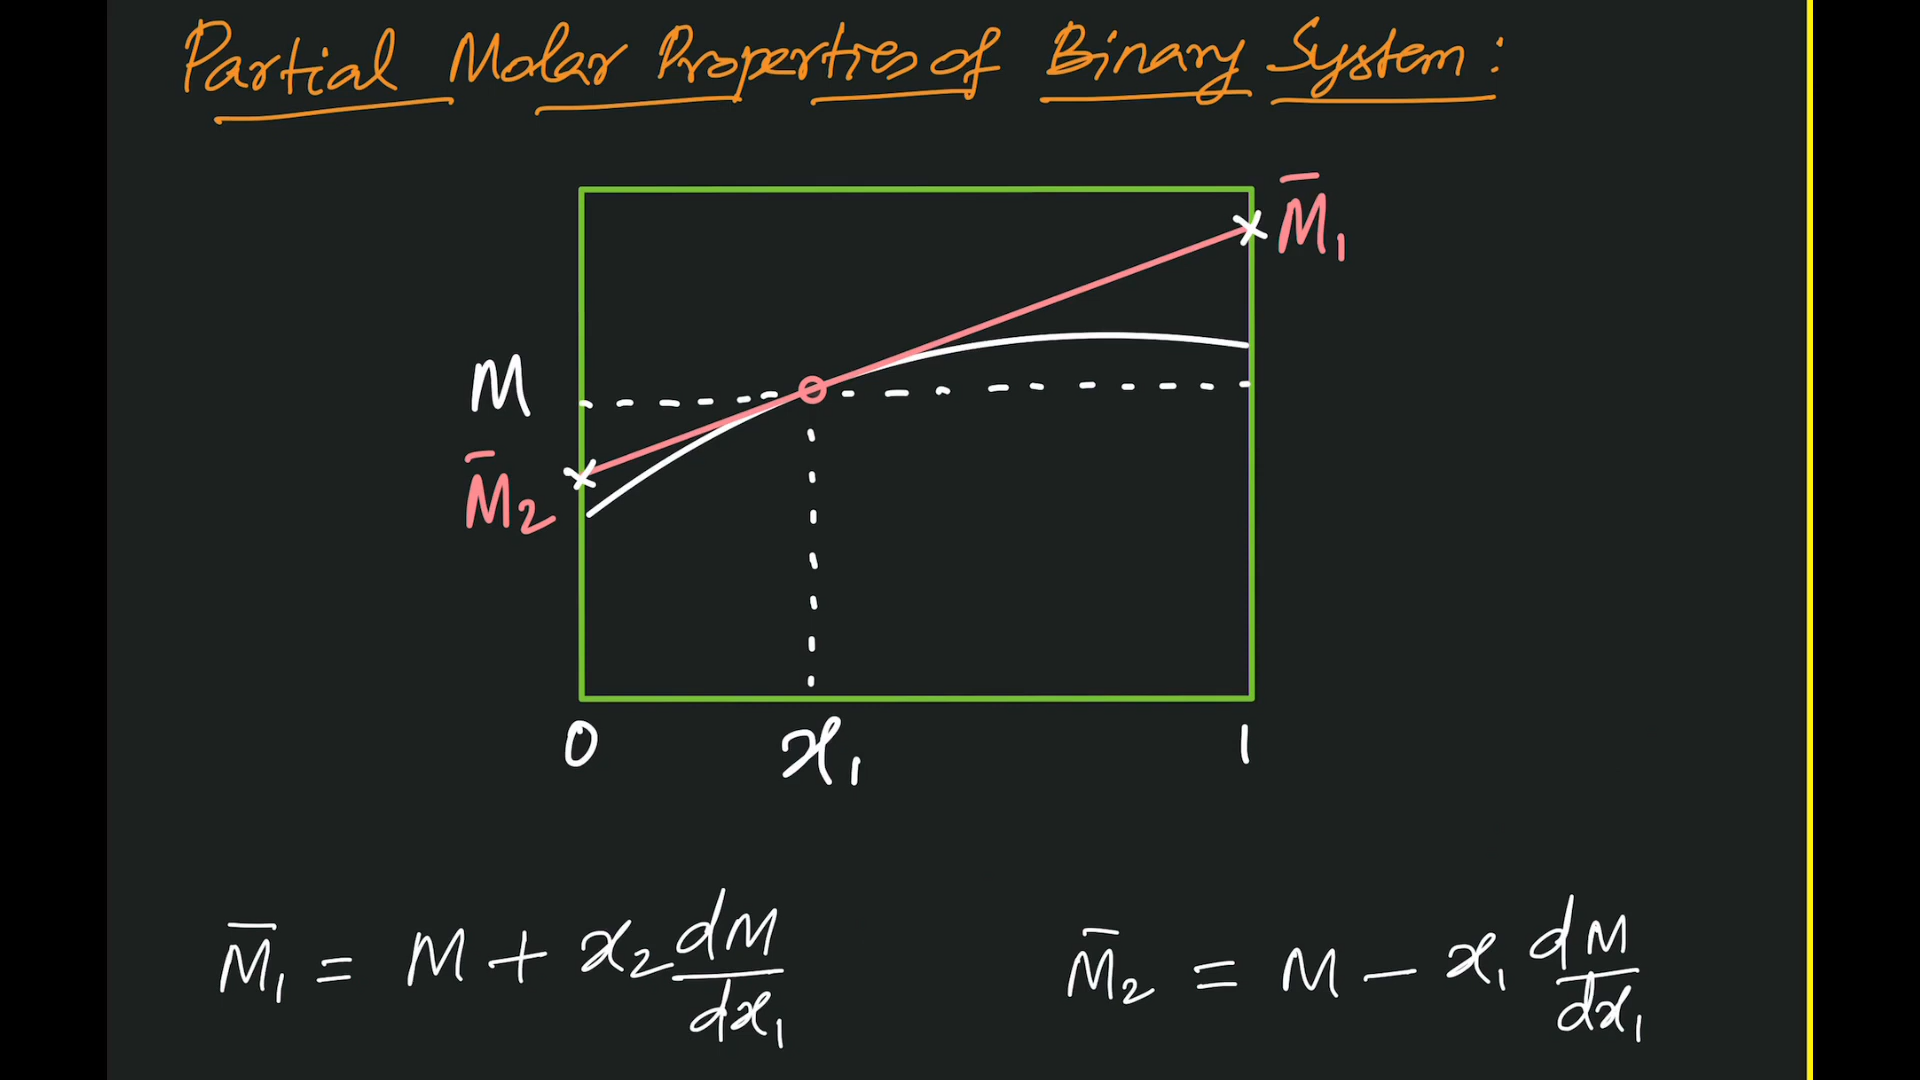 Partial Molar Properties of Binary System:
M̄₁
M
M̄₂
0 x₁ 1
M̄₁ = M + x₂ dM/dx₁ M̄₂ = M - x₁ dM/dx₁